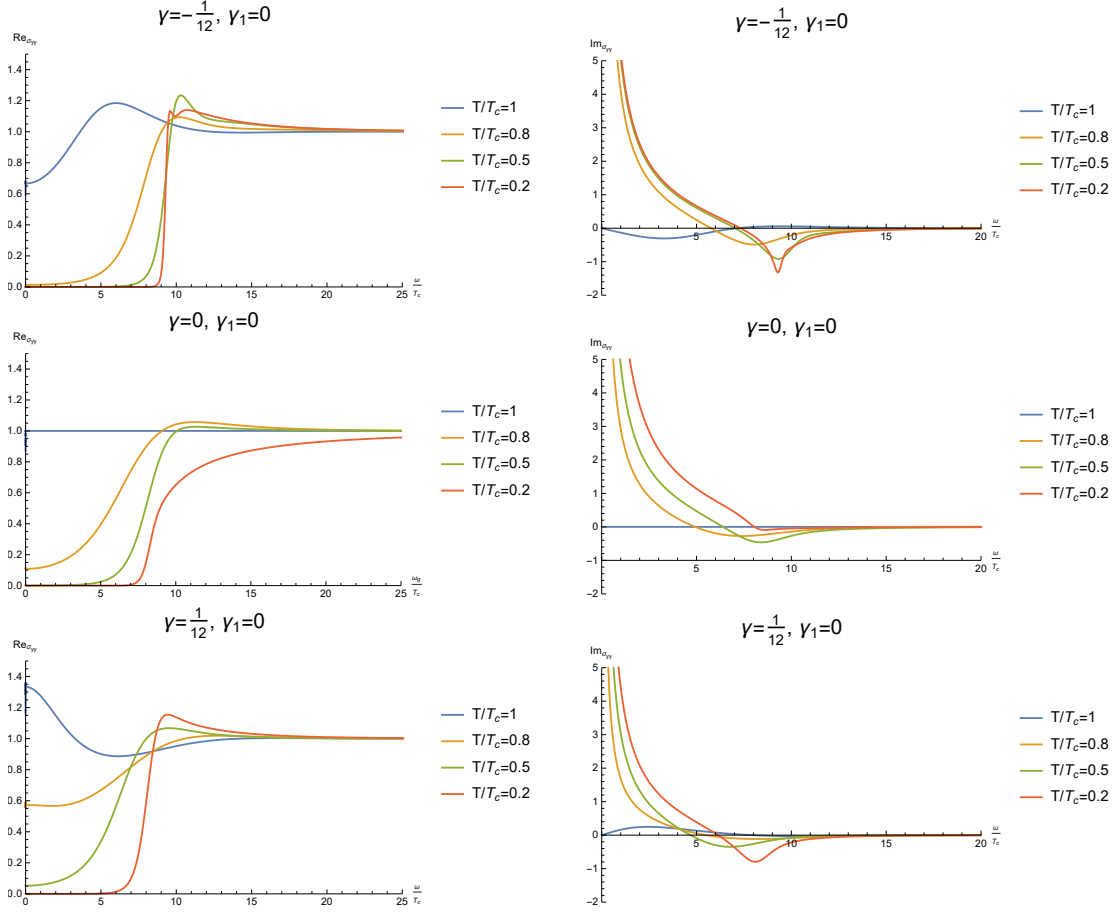 γ=-1/12, γ₁=0
Re σyy
1.4
1.2
1.0
0.8
0.6
0.4
0.2
0.0
0 5 10 15 20 25
ω/Tc
T/Tc=1
T/Tc=0.8
T/Tc=0.5
T/Tc=0.2
γ=-1/12, γ₁=0
Im σyy
5
4
3
2
1
0
-1
-2
5 10 15 20
ω/Tc
T/Tc=1
T/Tc=0.8
T/Tc=0.5
T/Tc=0.2
γ=0, γ₁=0
Re σyy
1.4
1.2
1.0
0.8
0.6
0.4
0.2
0.0
0 5 10 15 20 25
ωg/Tc
T/Tc=1
T/Tc=0.8
T/Tc=0.5
T/Tc=0.2
γ=0, γ₁=0
Im σyy
5
4
3
2
1
0
-1
-2
5 10 15 20
ω/Tc
T/Tc=1
T/Tc=0.8
T/Tc=0.5
T/Tc=0.2
γ=1/12, γ₁=0
Re σyy
1.4
1.2
1.0
0.8
0.6
0.4
0.2
0.0
0 5 10 15 20 25
ω/Tc
T/Tc=1
T/Tc=0.8
T/Tc=0.5
T/Tc=0.2
γ=1/12, γ₁=0
Im σyy
5
4
3
2
1
0
-1
-2
5 10 15 20
ω/Tc
T/Tc=1
T/Tc=0.8
T/Tc=0.5
T/Tc=0.2